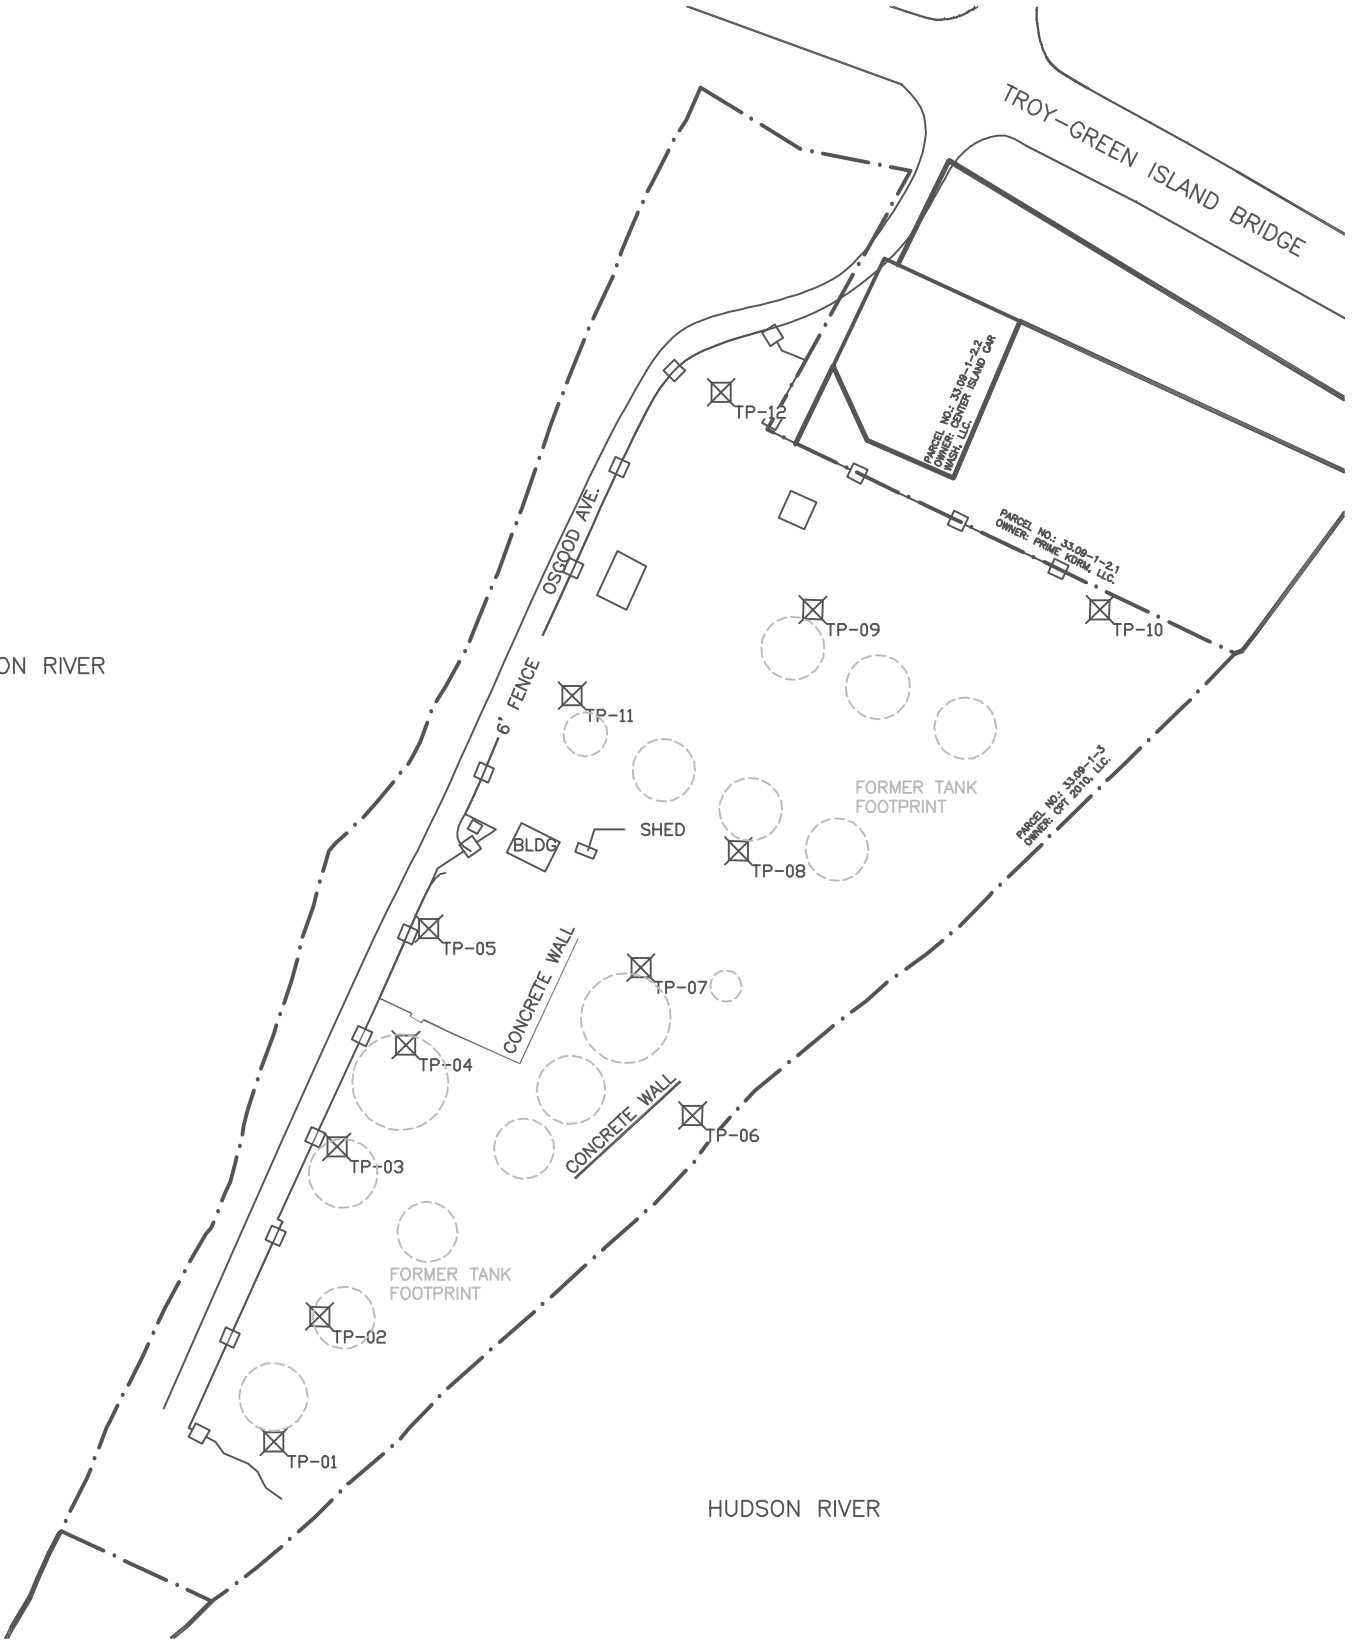 TROY-GREEN ISLAND BRIDGE
PARCEL NO.: 33.09-1-2.2
OWNER: CENTER ISLAND CAR
WASH, LLC.
TP-12
OSGOOD AVE.
PARCEL NO.: 33.09-1-2.1
OWNER: PRIME KDRM, LLC.
TP-09
TP-10
ON RIVER
6' FENCE
TP-11
PARCEL NO.: 33.09-1-3
OWNER: CPT 2010, LLC.
FORMER TANK
FOOTPRINT
SHED
BLDG
TP-08
TP-05
CONCRETE WALL
TP-07
TP-04
CONCRETE WALL
TP-06
TP-03
FORMER TANK
FOOTPRINT
TP-02
TP-01
HUDSON RIVER